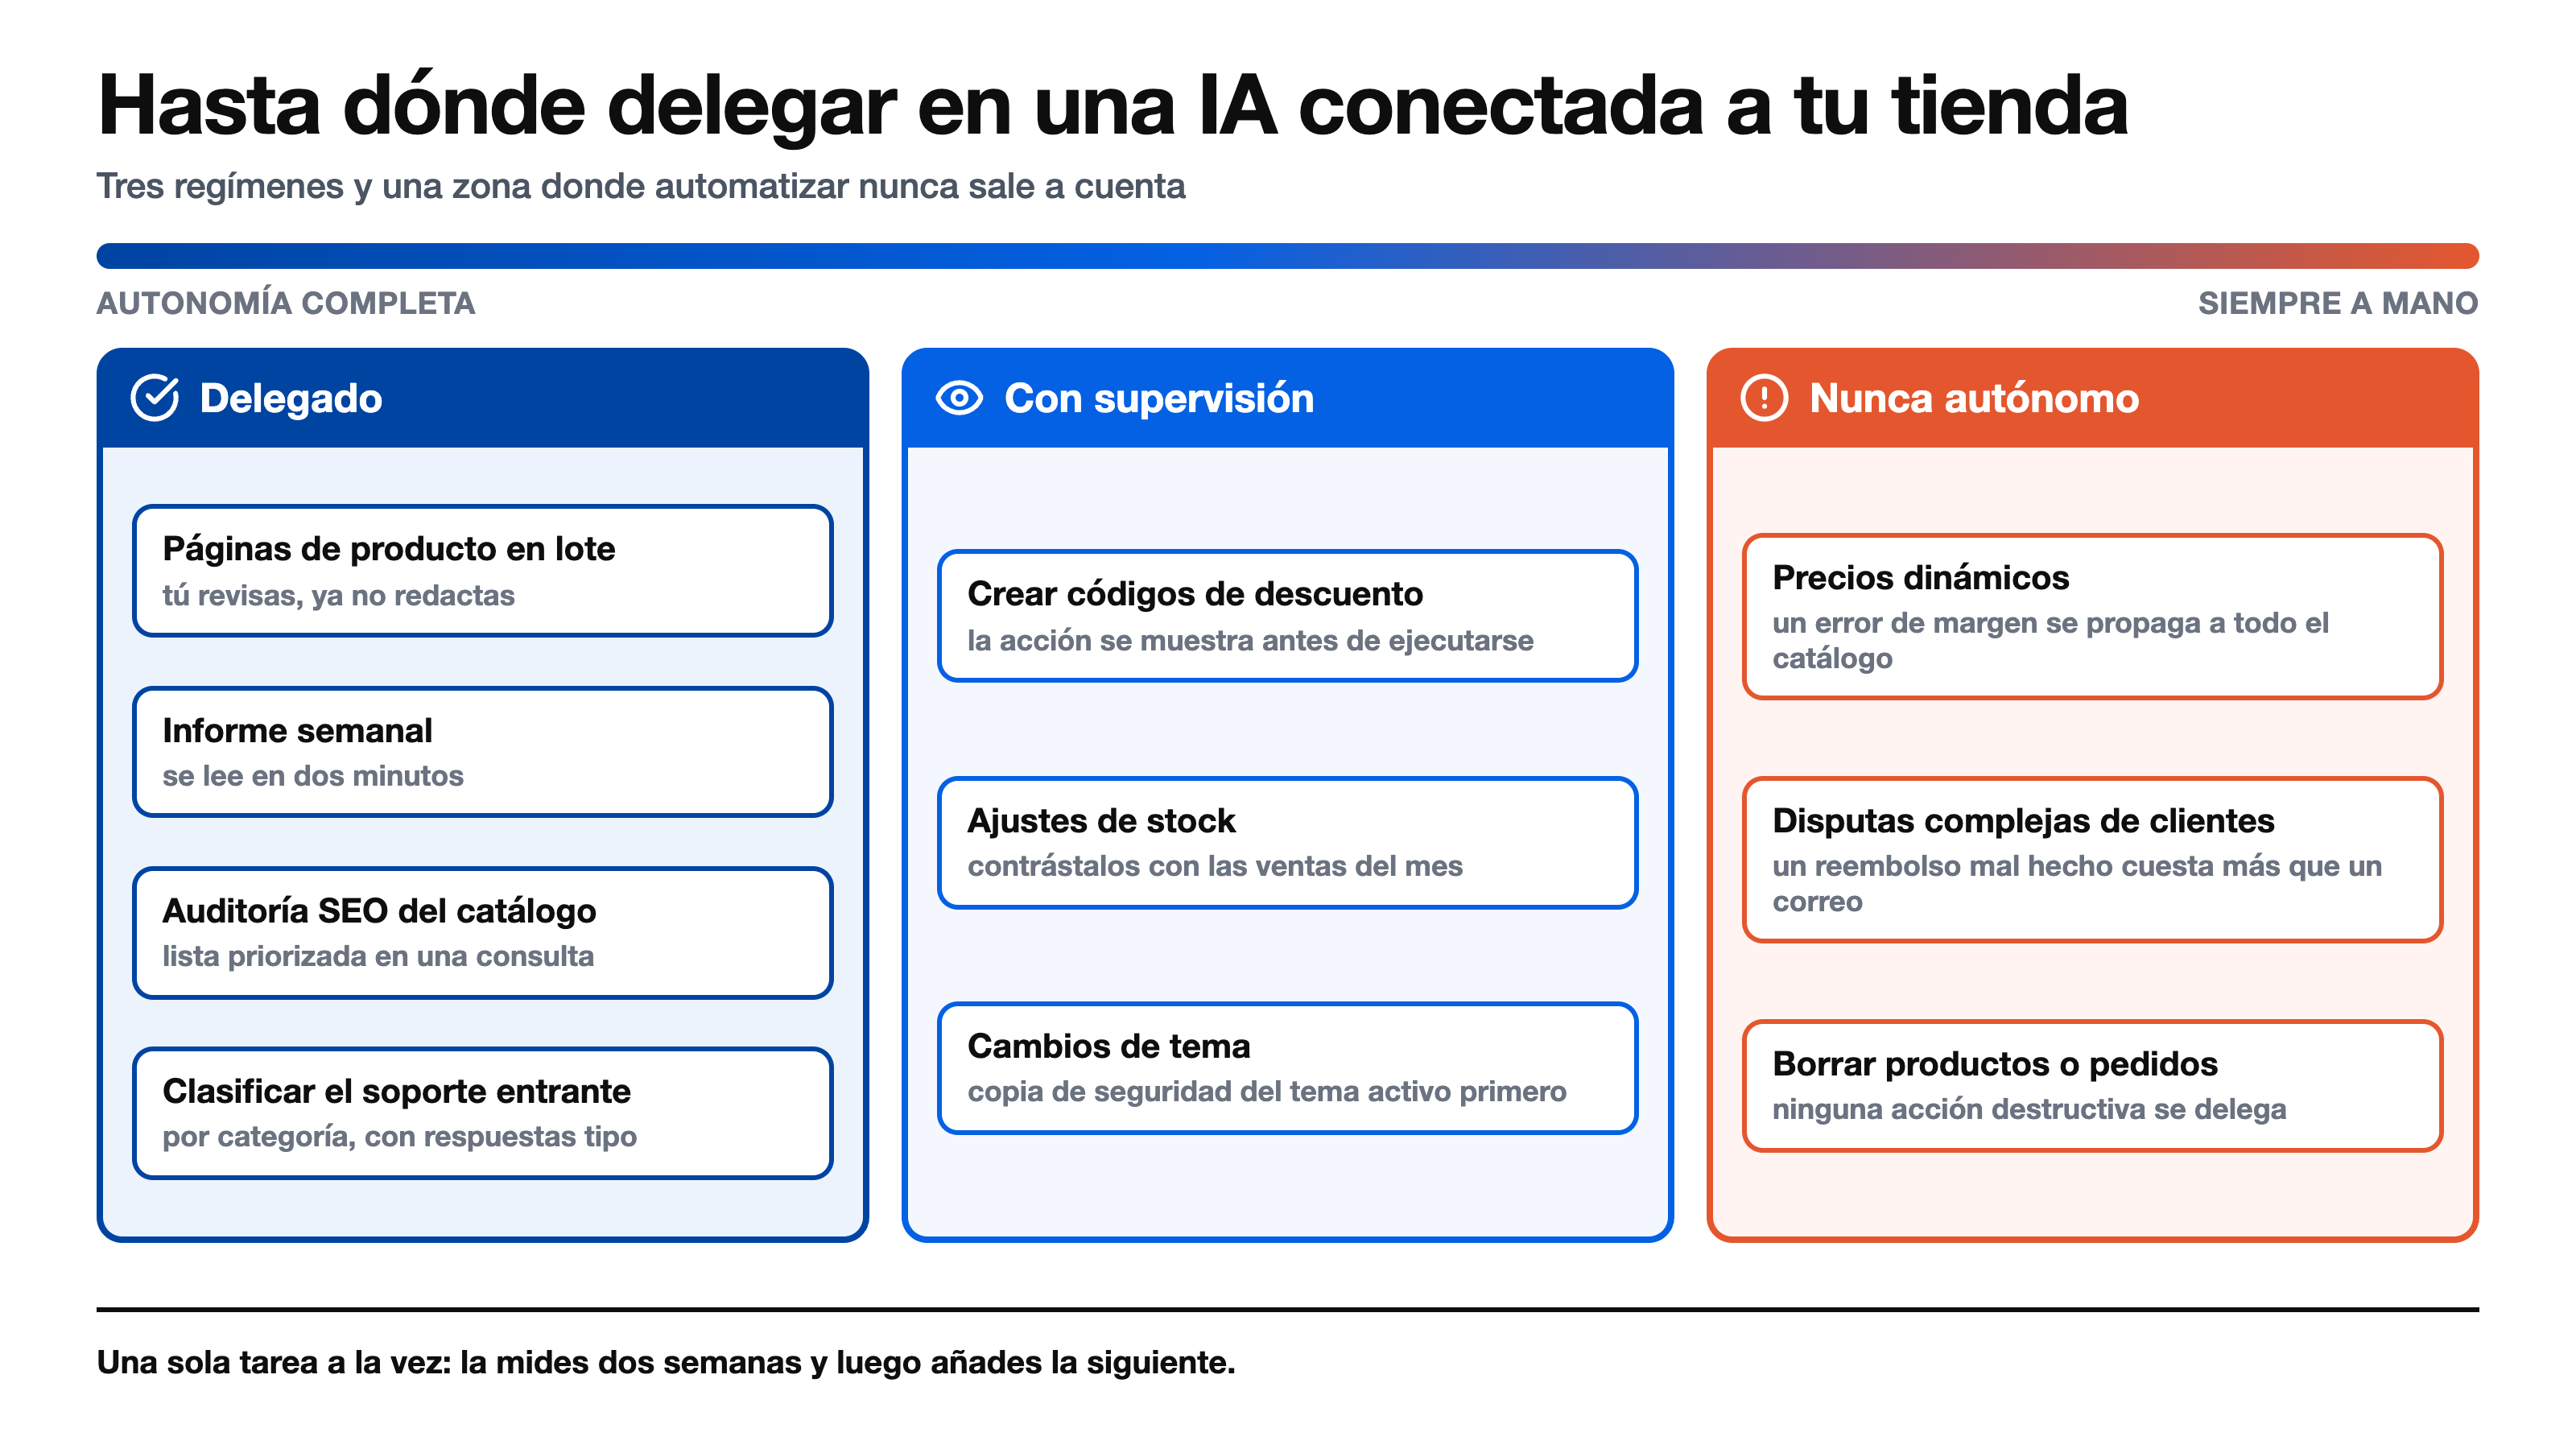 Hasta dónde delegar en una IA conectada a tu tienda
Tres regímenes y una zona donde automatizar nunca sale a cuenta
AUTONOMÍA COMPLETA
SIEMPRE A MANO
Delegado
Páginas de producto en lote
tú revisas, ya no redactas
Informe semanal
se lee en dos minutos
Auditoría SEO del catálogo
lista priorizada en una consulta
Clasificar el soporte entrante
por categoría, con respuestas tipo
Con supervisión
Crear códigos de descuento
la acción se muestra antes de ejecutarse
Ajustes de stock
contrástalos con las ventas del mes
Cambios de tema
copia de seguridad del tema activo primero
Nunca autónomo
Precios dinámicos
un error de margen se propaga a todo el
catálogo
Disputas complejas de clientes
un reembolso mal hecho cuesta más que un
correo
Borrar productos o pedidos
ninguna acción destructiva se delega
Una sola tarea a la vez: la mides dos semanas y luego añades la siguiente.